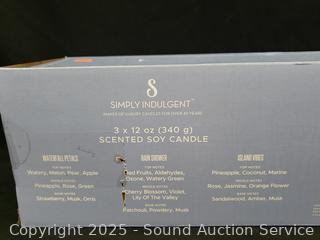 S
SIMPLY INDULGENT™
MAKER OF LUXURY CANDLES FOR OVER 40 YEARS
3 x 12 oz (340 g)
SCENTED SOY CANDLE
WATERFALL PETALS
TOP NOTES
Watery, Melon, Pear, Apple
MIDDLE NOTES
Pineapple, Rose, Green
BASE NOTES
Strawberry, Musk, Orris
RAIN SHOWER
TOP NOTES
Fruits, Aldehydes,
Ozone, Watery Green
MIDDLE NOTES
Cherry Blossom, Violet,
Lily Of The Valley
BASE NOTES
Patchouli, Powdery, Musk
ISLAND VIBES
TOP NOTES
Pineapple, Coconut, Marine
MIDDLE NOTES
Rose, Jasmine, Orange Flower
BASE NOTES
Sandalwood, Amber, Musk
Copyright 2025 - Sound Auction Service